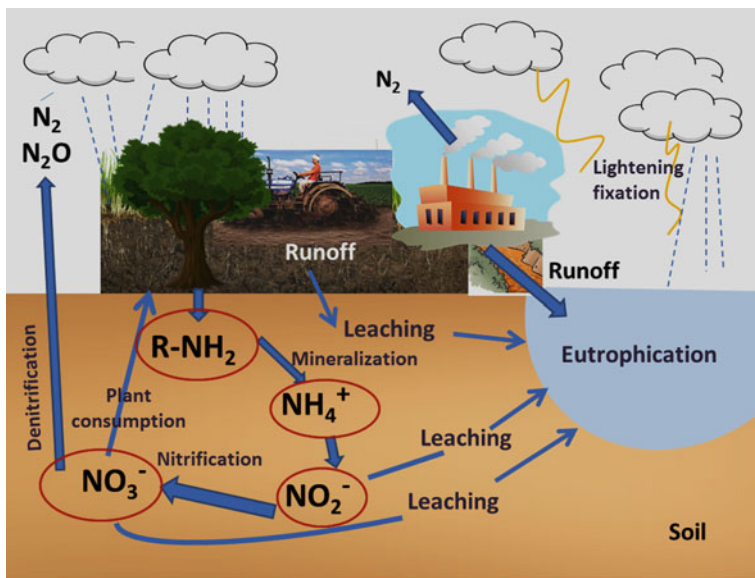 N₂
N₂
N₂O
Lightening
fixation
Runoff
Runoff
Leaching
Eutrophication
R-NH₂
Mineralization
NH₄⁺
Denitrification
Plant
consumption
Leaching
Nitrification
NO₃⁻
NO₂⁻
Leaching
Soil